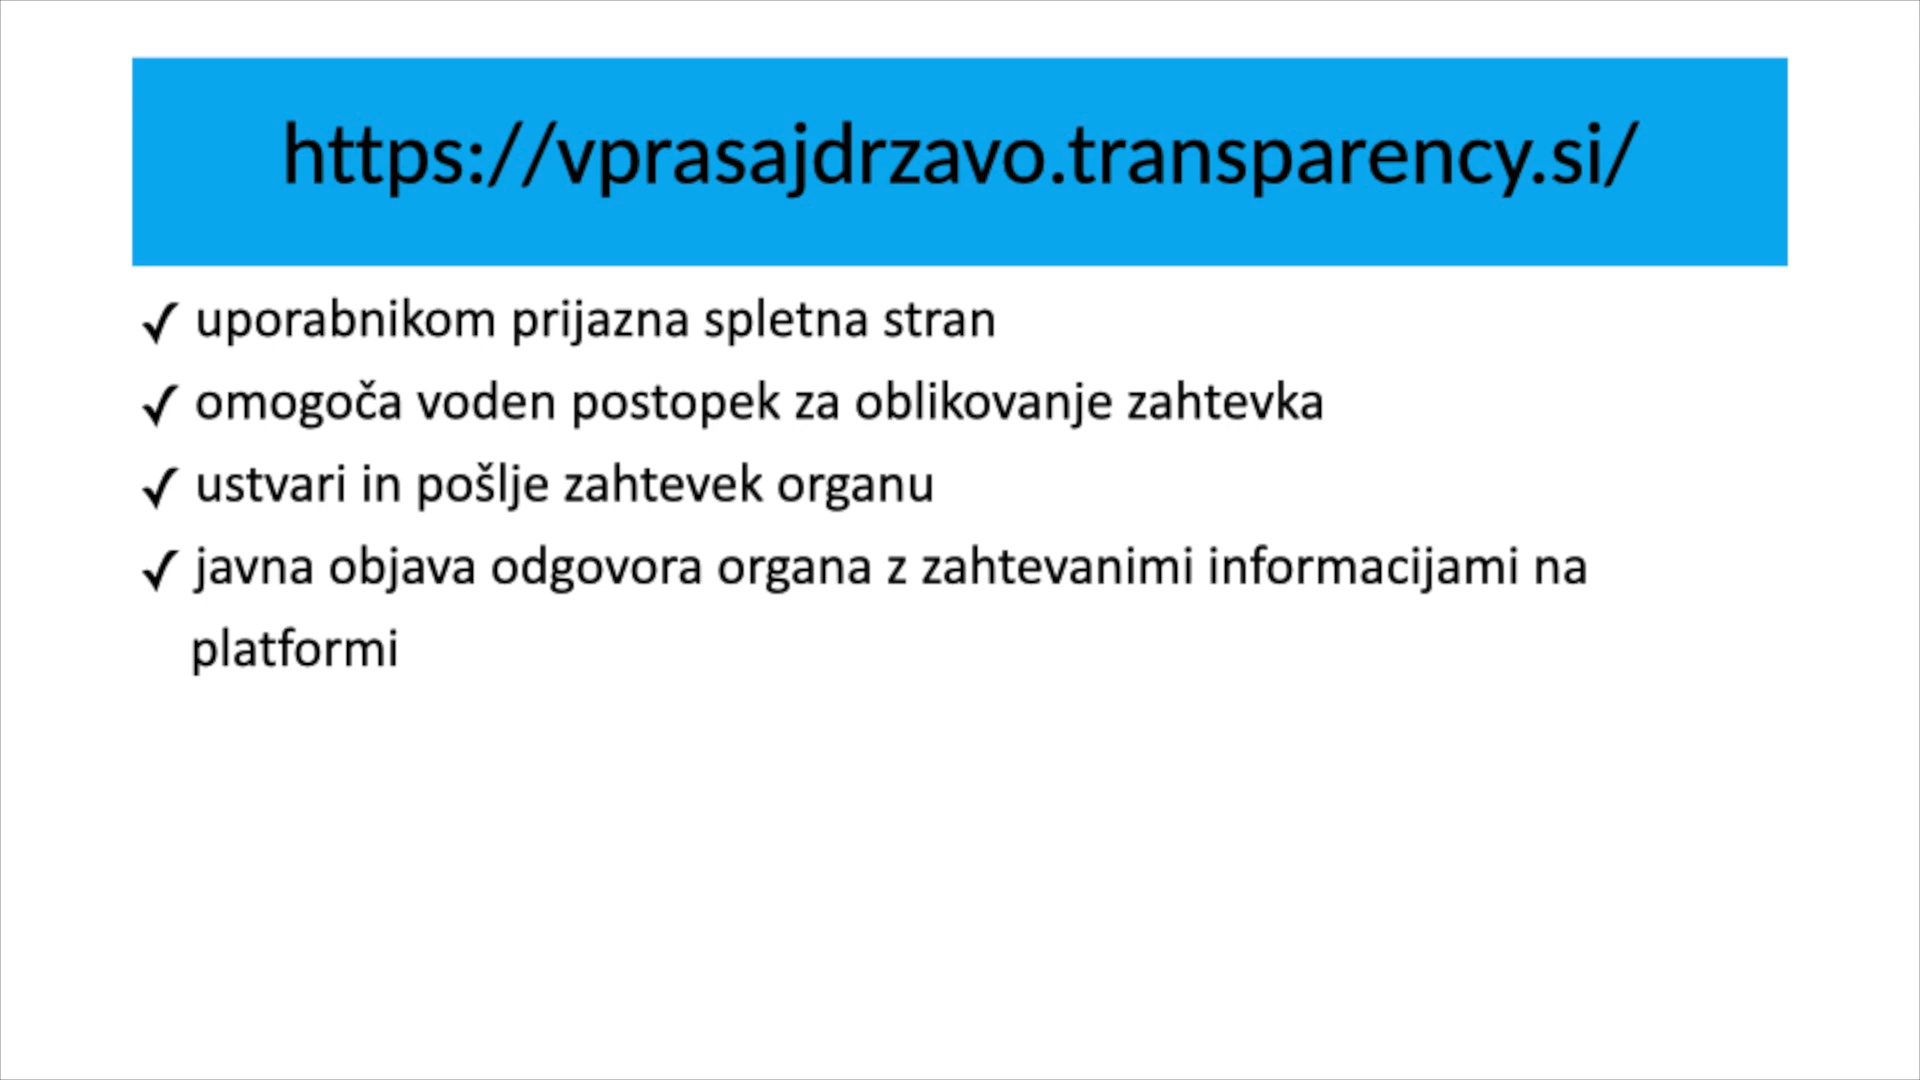 https://vprasajdrzavo.transparency.si/
✓ uporabnikom prijazna spletna stran
✓ omogoča voden postopek za oblikovanje zahtevka
✓ ustvari in pošlje zahtevek organu
✓ javna objava odgovora organa z zahtevanimi informacijami na
platformi